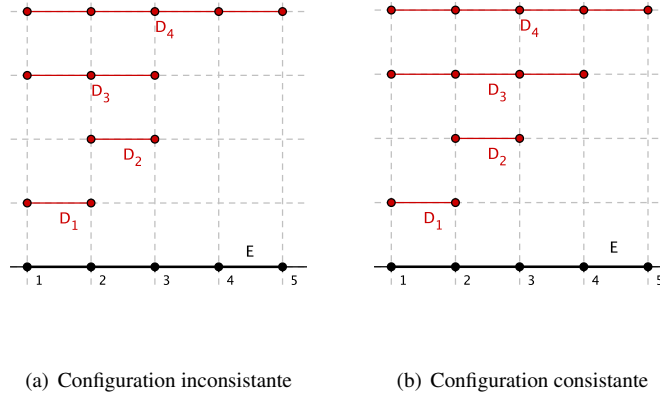 D4 D4
D3 D3
D2 D2
D1 D1
E E
1 2 3 4 5 1 2 3 4 5
(a) Configuration inconsistante (b) Configuration consistante